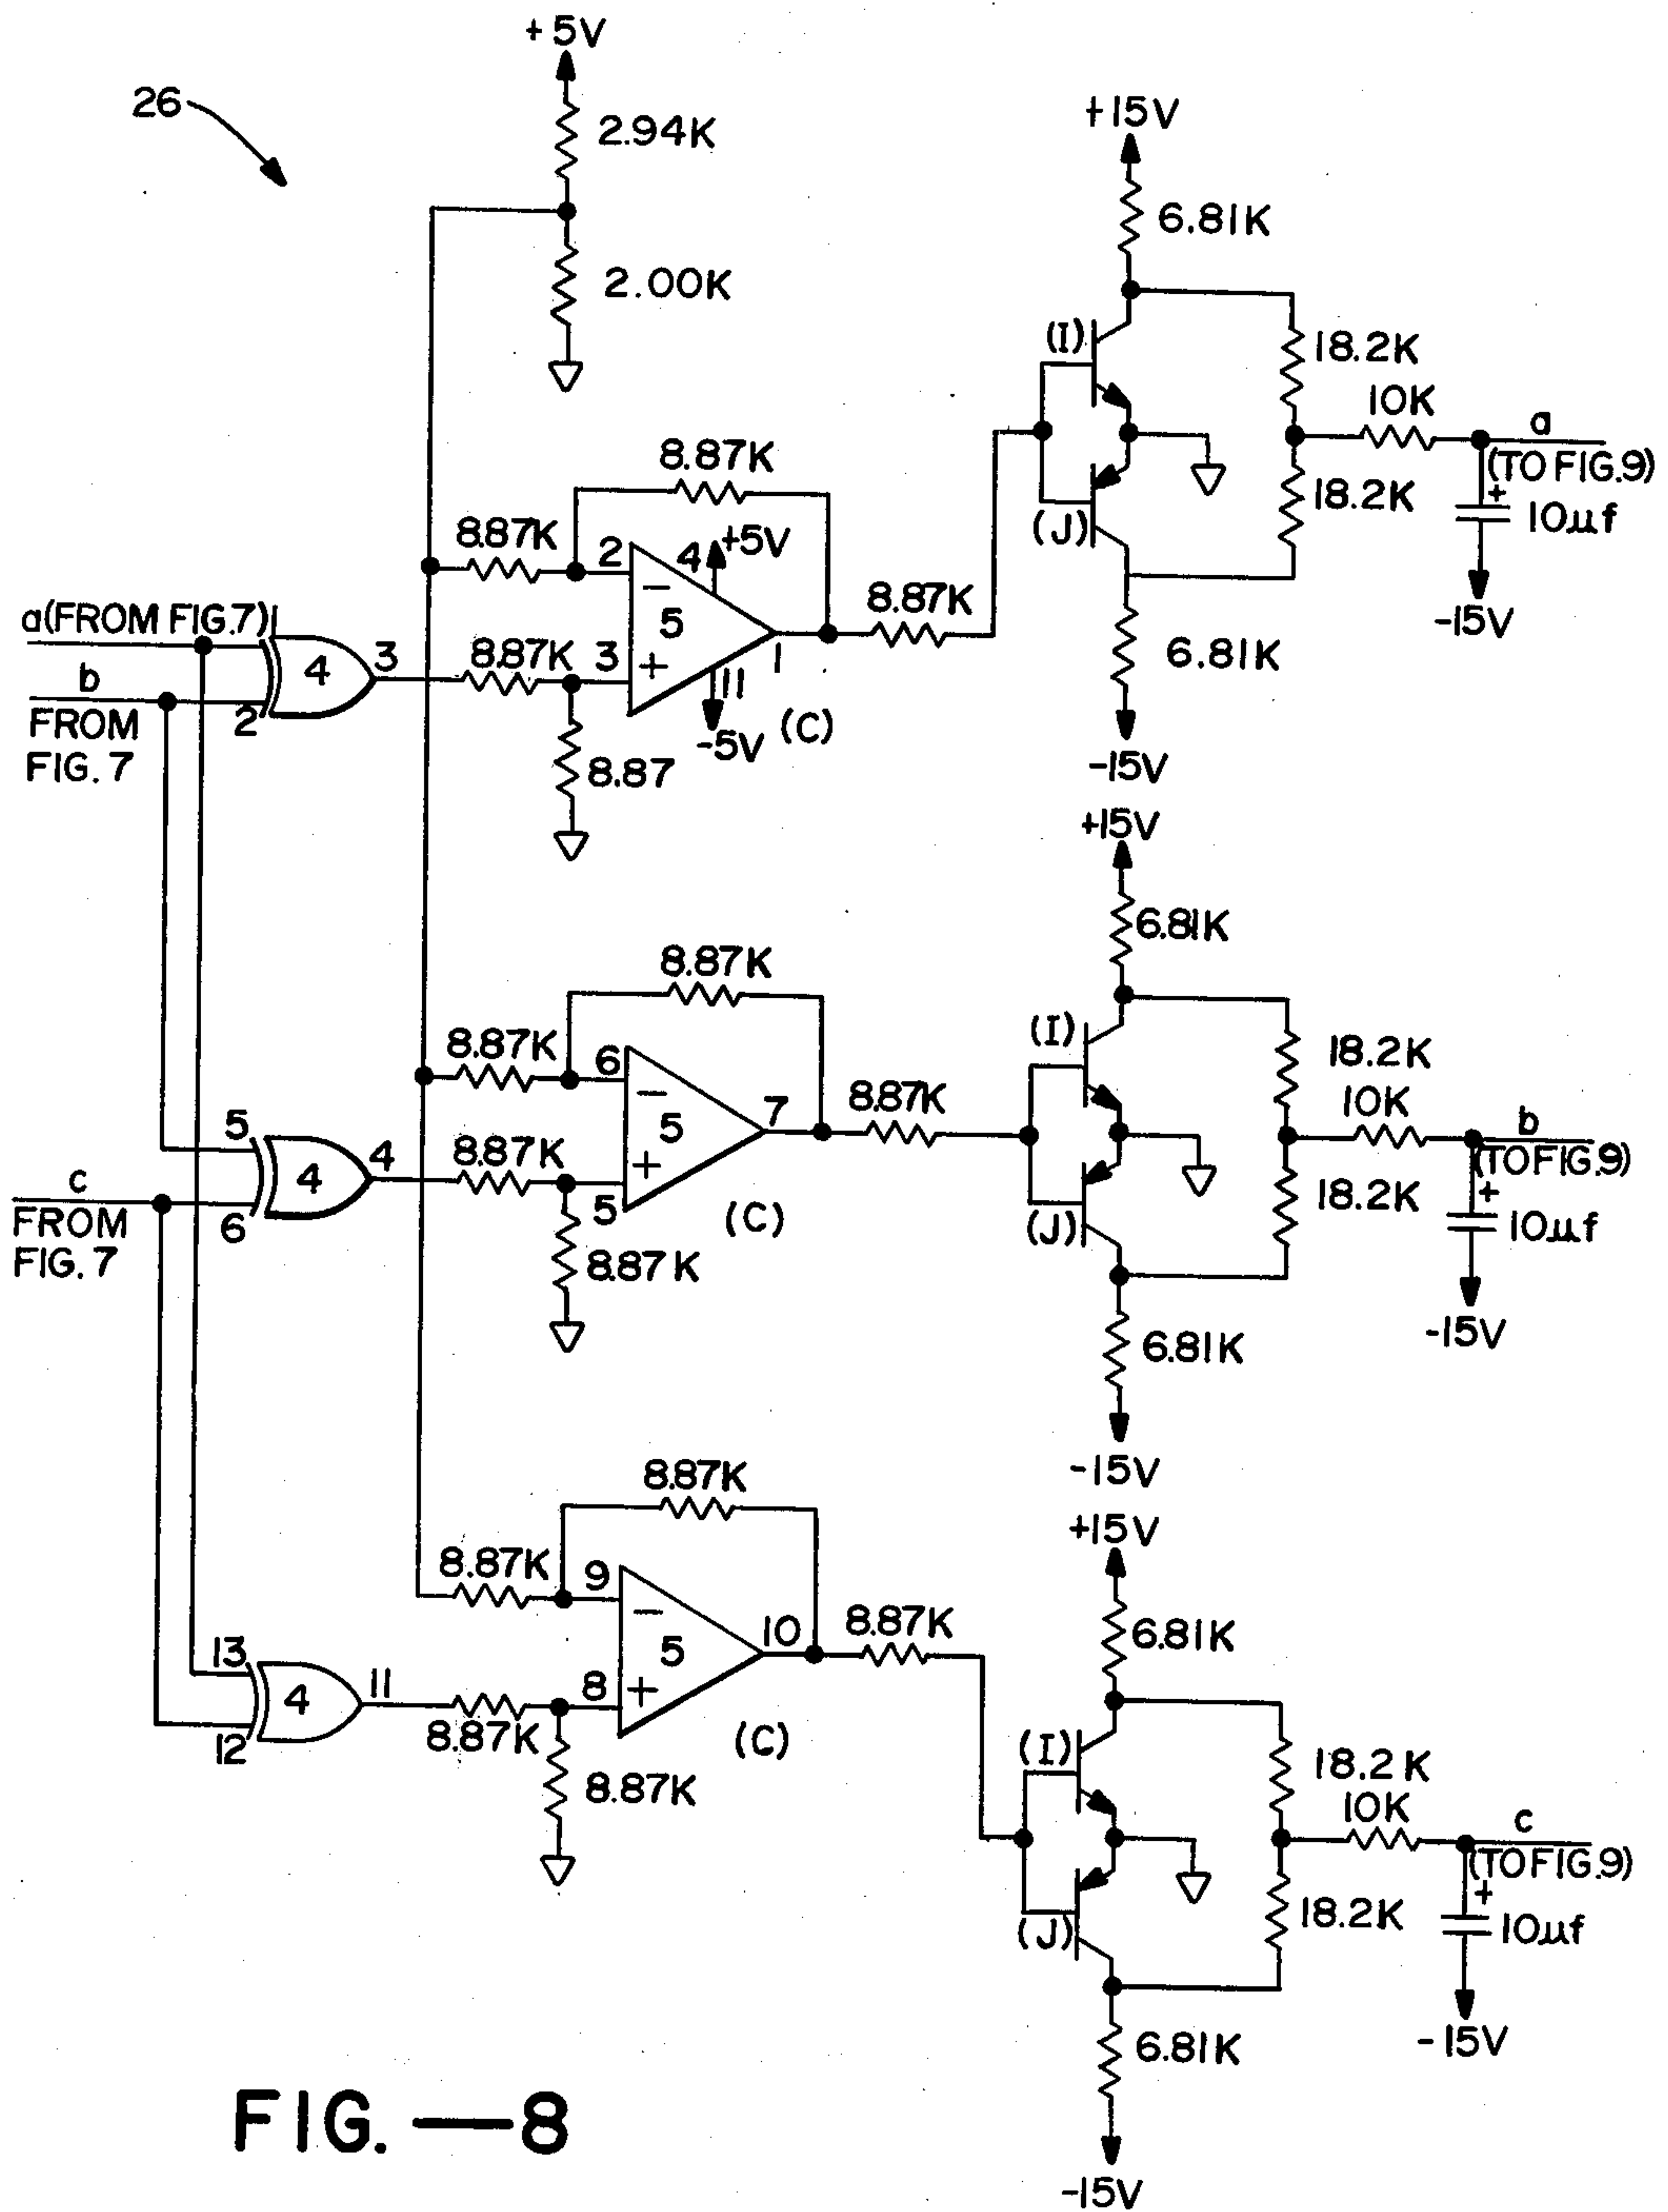 +5V
26
2.94K
+15V
6.81K
2.00K
(I)
18.2K
10K
a
(TO FIG.9)
8.87K
18.2K
+
10µf
(J)
8.87K
2
4
+5V
-
5
8.87K
-15V
a(FROM FIG.7)
1
4
3
8.87K
3
+
1
6.81K
b
2
11
FROM
FIG. 7
-5V
(C)
8.87
-15V
+15V
6.81K
8.87K
(I)
18.2K
8.87K
6
-
5
7
8.87K
10K
b
(TO FIG.9)
5
4
4
8.87K
+
5
18.2K
+
c
6
FROM
FIG. 7
(C)
(J)
10µf
8.87K
-15V
6.81K
-15V
8.87K
+15V
8.87K
9
-
5
10
8.87K
6.81K
13
4
11
8
+
12
8.87K
(C)
(I)
18.2K
8.87K
10K
c
(TO FIG.9)
+
18.2K
(J)
10µf
6.81K
-15V
FIG.—8
-15V